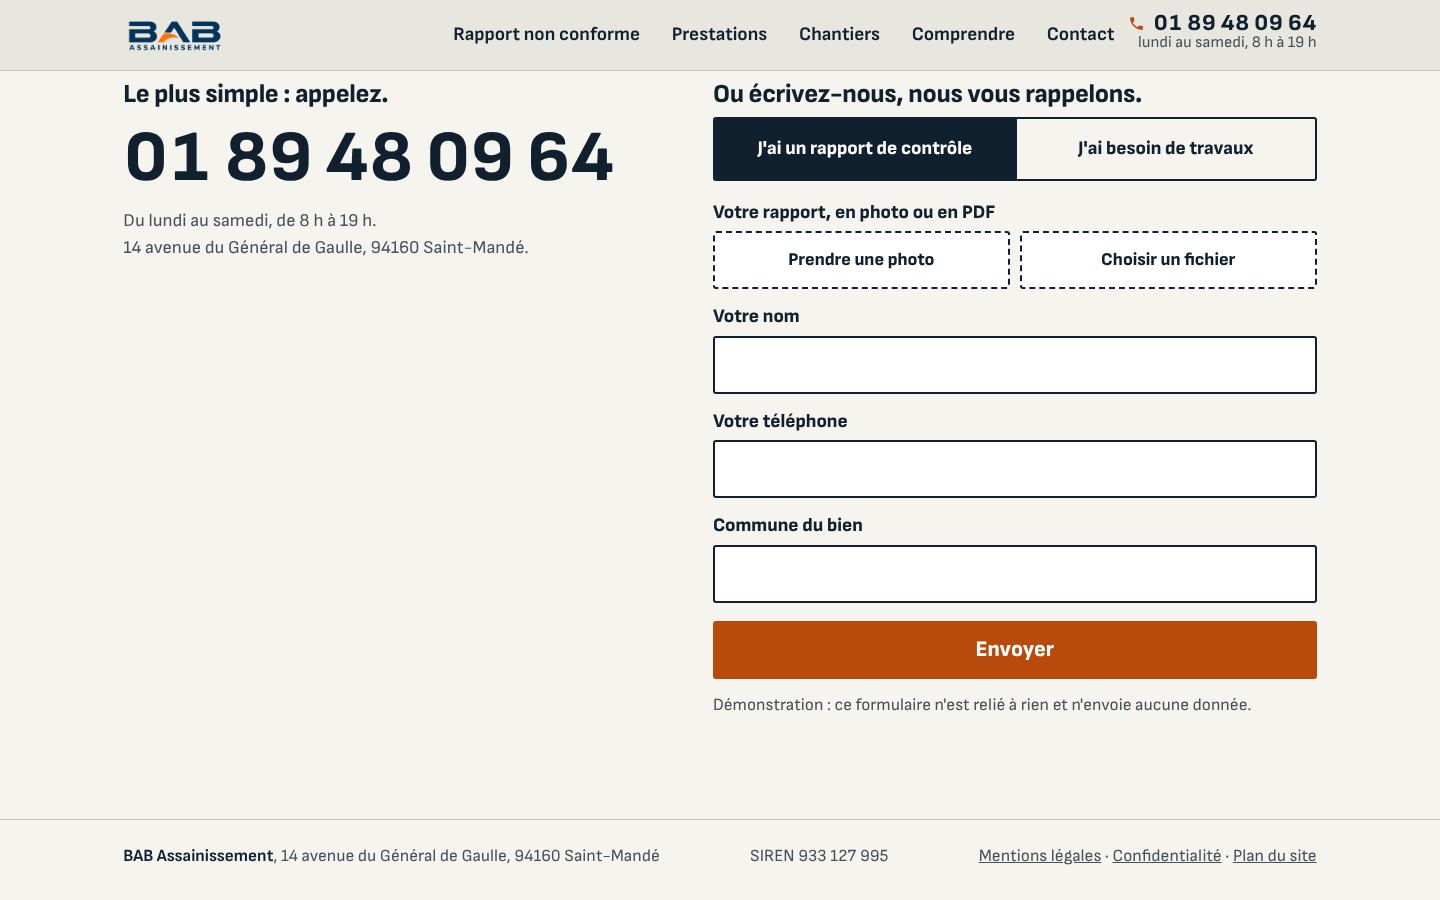 BAB
ASSAINISSEMENT
Rapport non conforme
Prestations
Chantiers
Comprendre
Contact
01 89 48 09 64
lundi au samedi, 8 h à 19 h
Le plus simple : appelez.
01 89 48 09 64
Du lundi au samedi, de 8 h à 19 h.
14 avenue du Général de Gaulle, 94160 Saint-Mandé.
Ou écrivez-nous, nous vous rappelons.
J'ai un rapport de contrôle
J'ai besoin de travaux
Votre rapport, en photo ou en PDF
Prendre une photo
Choisir un fichier
Votre nom
Votre téléphone
Commune du bien
Envoyer
Démonstration : ce formulaire n'est relié à rien et n'envoie aucune donnée.
BAB Assainissement, 14 avenue du Général de Gaulle, 94160 Saint-Mandé
SIREN 933 127 995
Mentions légales · Confidentialité · Plan du site